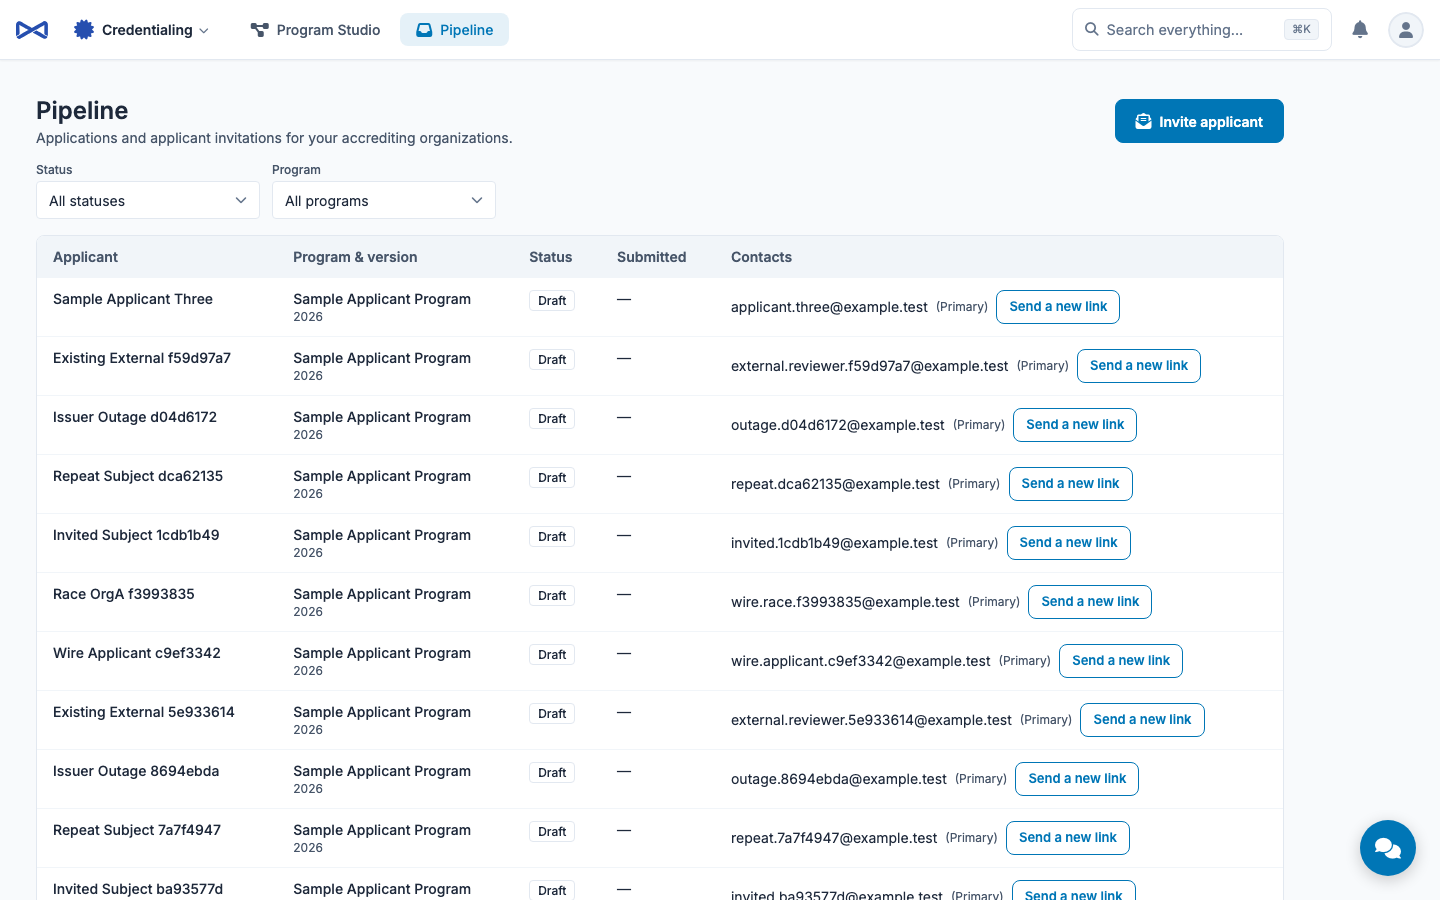 Credentialing
Program Studio
Pipeline
Search everything...
⌘K
Pipeline
Applications and applicant invitations for your accrediting organizations.
Invite applicant
Status
Program
All statuses
All programs
Applicant
Program & version
Status
Submitted
Contacts
Sample Applicant Three
Sample Applicant Program
2026
Draft
—
applicant.three@example.test (Primary)
Send a new link
Existing External f59d97a7
Sample Applicant Program
2026
Draft
—
external.reviewer.f59d97a7@example.test (Primary)
Send a new link
Issuer Outage d04d6172
Sample Applicant Program
2026
Draft
—
outage.d04d6172@example.test (Primary)
Send a new link
Repeat Subject dca62135
Sample Applicant Program
2026
Draft
—
repeat.dca62135@example.test (Primary)
Send a new link
Invited Subject 1cdb1b49
Sample Applicant Program
2026
Draft
—
invited.1cdb1b49@example.test (Primary)
Send a new link
Race OrgA f3993835
Sample Applicant Program
2026
Draft
—
wire.race.f3993835@example.test (Primary)
Send a new link
Wire Applicant c9ef3342
Sample Applicant Program
2026
Draft
—
wire.applicant.c9ef3342@example.test (Primary)
Send a new link
Existing External 5e933614
Sample Applicant Program
2026
Draft
—
external.reviewer.5e933614@example.test (Primary)
Send a new link
Issuer Outage 8694ebda
Sample Applicant Program
2026
Draft
—
outage.8694ebda@example.test (Primary)
Send a new link
Repeat Subject 7a7f4947
Sample Applicant Program
2026
Draft
—
repeat.7a7f4947@example.test (Primary)
Send a new link
Invited Subject ba93577d
Sample Applicant Program
Draft
—
invited.ba93577d@example.test (Primary)
Send a new link